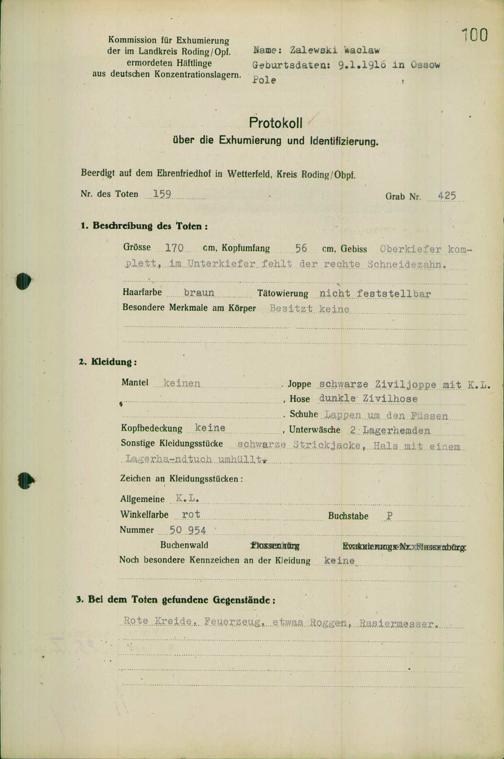 100
Kommission für Exhumierung
der im Landkreis Roding/Opf.
ermordeten Häftlinge
aus deutschen Konzentrationslagern.
Name: Zalewski Waclaw
Geburtsdaten: 9.1.1916 in Ossow
Pole
Protokoll
über die Exhumierung und Identifizierung.
Beerdigt auf dem Ehrenfriedhof in Wetterfeld, Kreis Roding/Obpf.
Nr. des Toten 159 Grab Nr. 425
1. Beschreibung des Toten:
Grösse 170 cm, Kopfumfang 56 cm, Gebiss Oberkiefer kom-
plett, im Unterkiefer fehlt der rechte Schneidezahn.
Haarfarbe braun Tätowierung nicht feststellbar
Besondere Merkmale am Körper Besitzt keine
2. Kleidung:
Mantel keinen , Joppe schwarze Ziviljoppe mit K.L.
, Hose dunkle Zivilhose
, Schuhe Lappen um den Füssen
Kopfbedeckung keine , Unterwäsche 2 Lagerhemden
Sonstige Kleidungsstücke schwarze Strickjacke, Hals mit einem
Lagerha-ndtuch umhüllt.
Zeichen an Kleidungsstücken:
Allgemeine K.L.
Winkelfarbe rot Buchstabe P
Nummer 50 954
Buchenwald Flossenbürg Evakuierungs-Nr. Flossenbürg
Noch besondere Kennzeichen an der Kleidung keine
3. Bei dem Toten gefundene Gegenstände:
Rote Kreide, Feuerzeug, etwas Roggen, Rasiermesser.